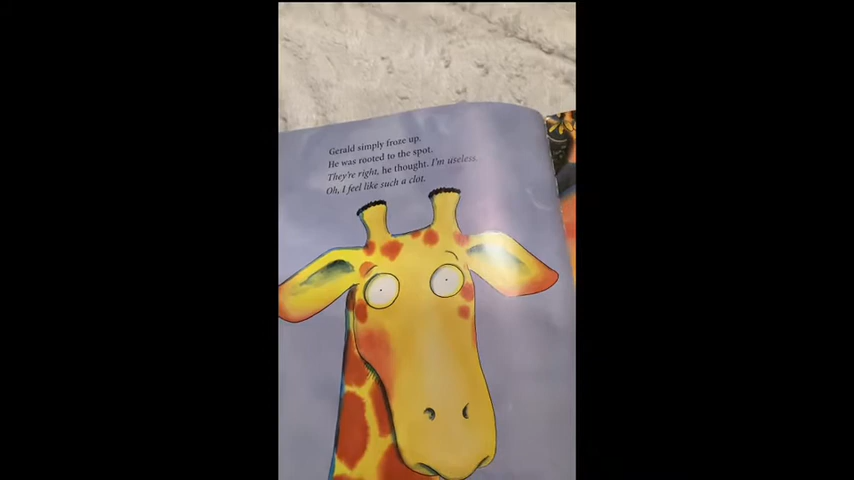 Gerald simply froze up.
He was rooted to the spot.
They're right, he thought. I'm useless.
Oh, I feel like such a clot.